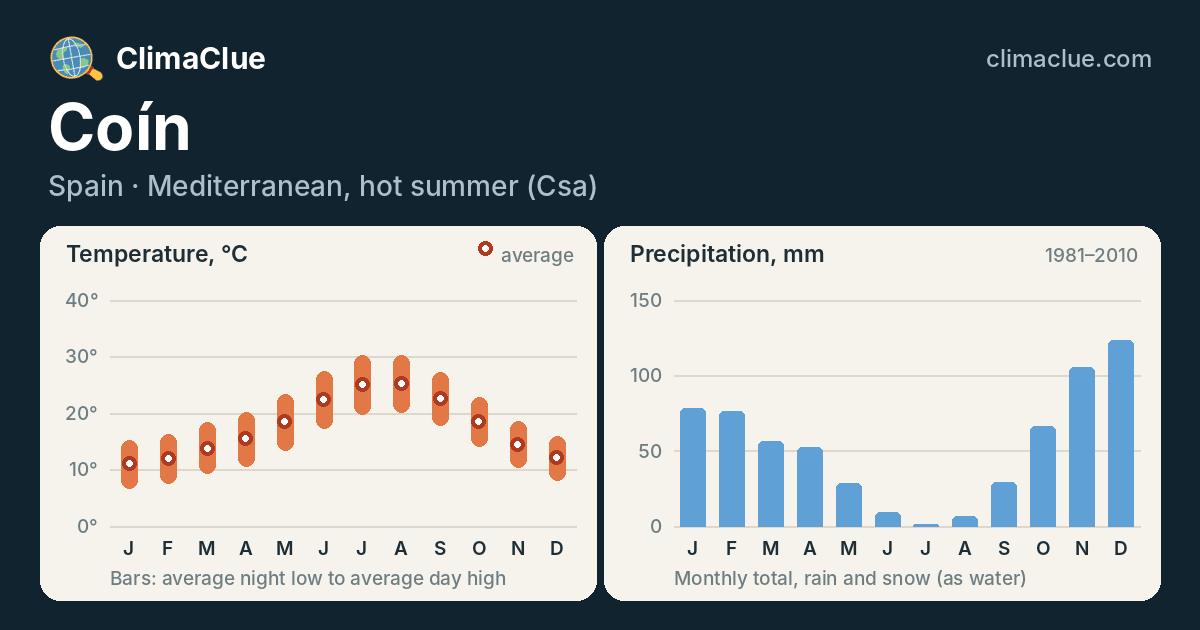 ClimaClue
climaclue.com
Coín
Spain · Mediterranean, hot summer (Csa)
Temperature, °C
average
40°
30°
20°
10°
0°
J F M A M J J A S O N D
Bars: average night low to average day high
Precipitation, mm
1981–2010
150
100
50
0
J F M A M J J A S O N D
Monthly total, rain and snow (as water)